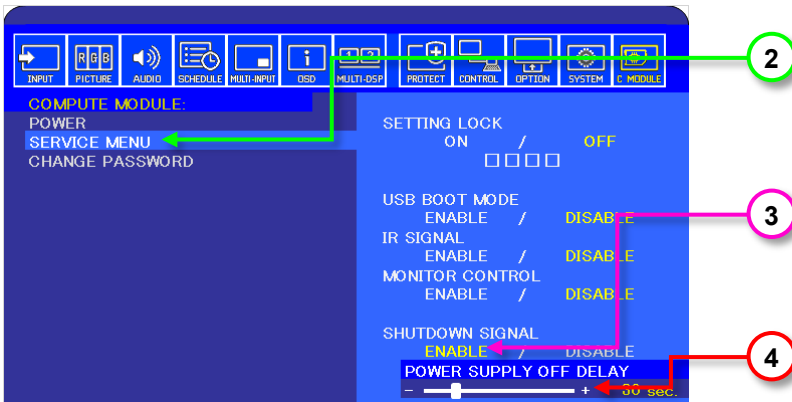 INPUT RGB PICTURE AUDIO SCHEDULE MULTI-INPUT i OSD 1 2 MULTI-DSP PROTECT CONTROL OPTION SYSTEM C MODULE
2
COMPUTE MODULE:
POWER
SERVICE MENU
CHANGE PASSWORD
SETTING LOCK
ON / OFF
USB BOOT MODE
ENABLE / DISABLE
3
IR SIGNAL
ENABLE / DISABLE
MONITOR CONTROL
ENABLE / DISABLE
SHUTDOWN SIGNAL
ENABLE / DISABLE
4
POWER SUPPLY OFF DELAY
- + 30 sec.